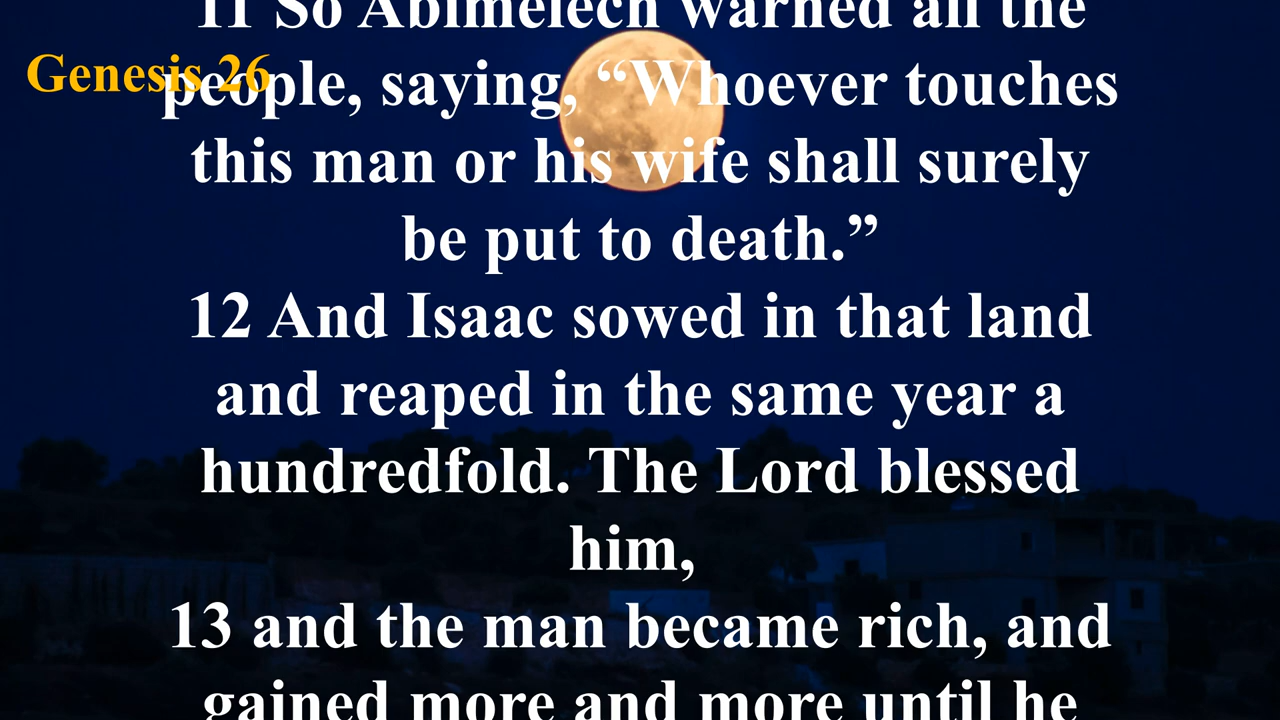 11 So Abimelech warned all the
Genesis 26
people, saying, “Whoever touches
this man or his wife shall surely
be put to death.”
12 And Isaac sowed in that land
and reaped in the same year a
hundredfold. The Lord blessed
him,
13 and the man became rich, and
gained more and more until he